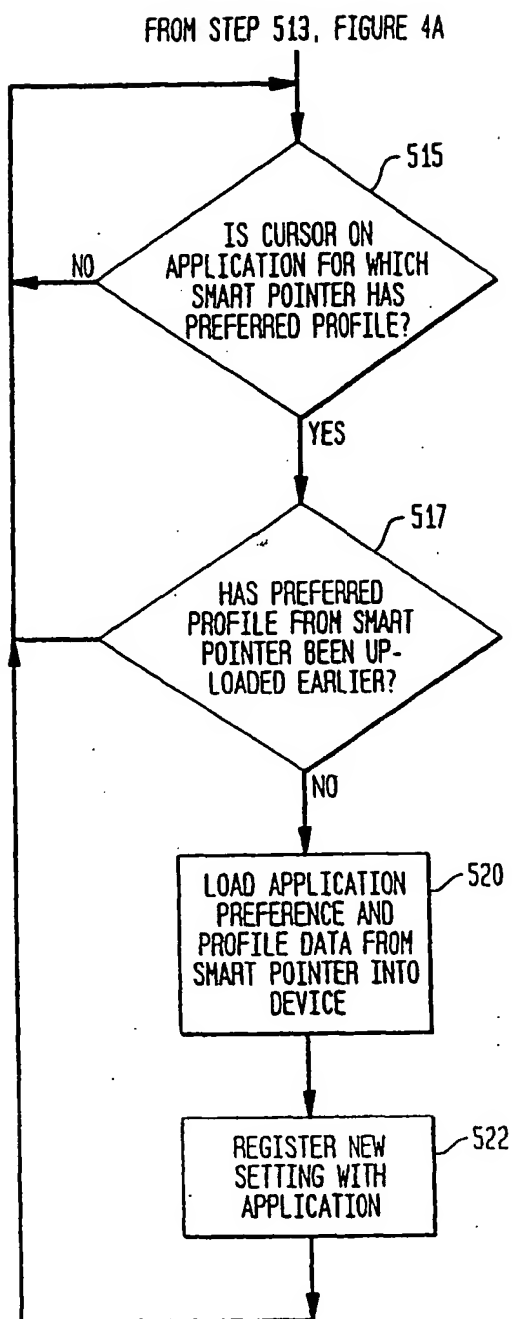 FROM STEP 513, FIGURE 4A
515
IS CURSOR ON
APPLICATION FOR WHICH
SMART POINTER HAS
PREFERRED PROFILE?
NO
YES
517
HAS PREFERRED
PROFILE FROM SMART
POINTER BEEN UP-
LOADED EARLIER?
NO
520
LOAD APPLICATION
PREFERENCE AND
PROFILE DATA FROM
SMART POINTER INTO
DEVICE
522
REGISTER NEW
SETTING WITH
APPLICATION